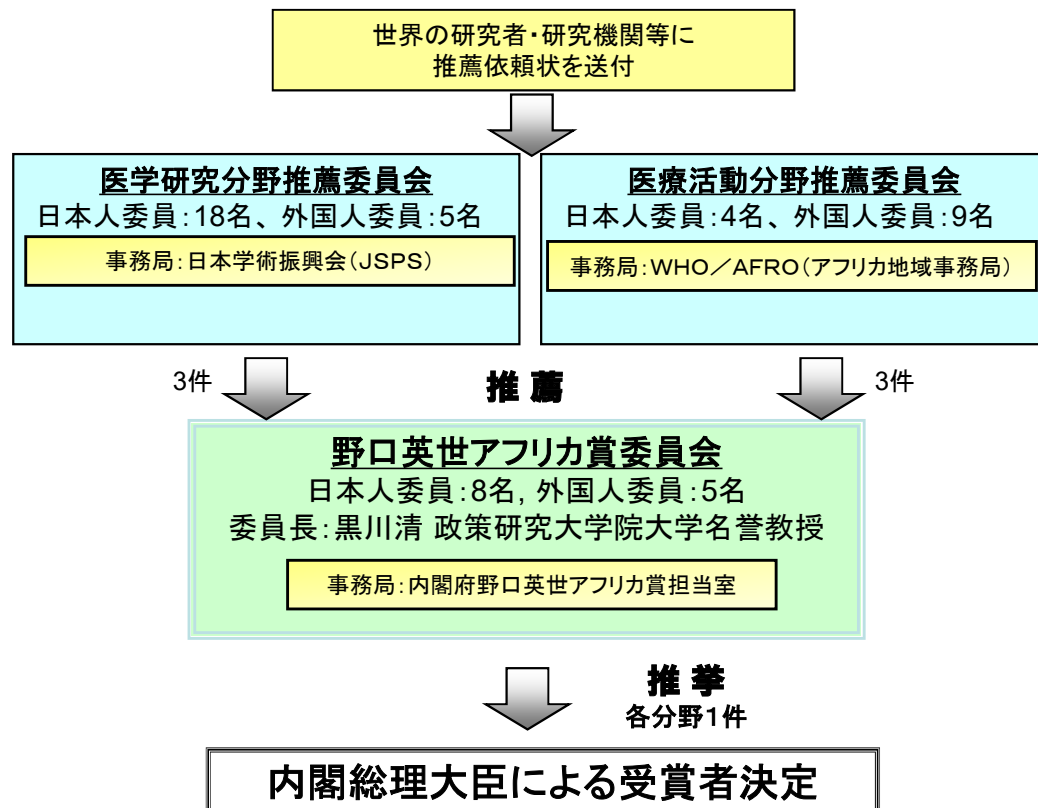 世界の研究者・研究機関等に
推薦依頼状を送付
医学研究分野推薦委員会
日本人委員：18名、外国人委員：5名
事務局：日本学術振興会（JSPS）
医療活動分野推薦委員会
日本人委員：4名、外国人委員：9名
事務局：WHO／AFRO（アフリカ地域事務局）
3件
推 薦
3件
野口英世アフリカ賞委員会
日本人委員：8名, 外国人委員：5名
委員長：黒川清 政策研究大学院大学名誉教授
事務局：内閣府野口英世アフリカ賞担当室
推 挙
各分野1件
内閣総理大臣による受賞者決定